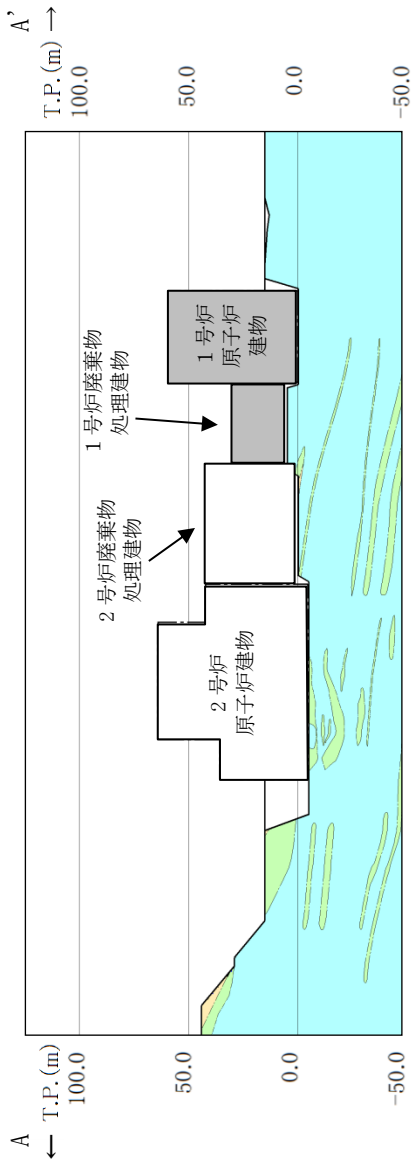 A
← T.P.(m)
100.0
50.0
0.0
-50.0
2号炉
原子炉建物
2号炉廃棄物
処理建物
1号炉廃棄物
処理建物
1号炉
原子炉
建物
A'
T.P.(m) →
100.0
50.0
0.0
-50.0